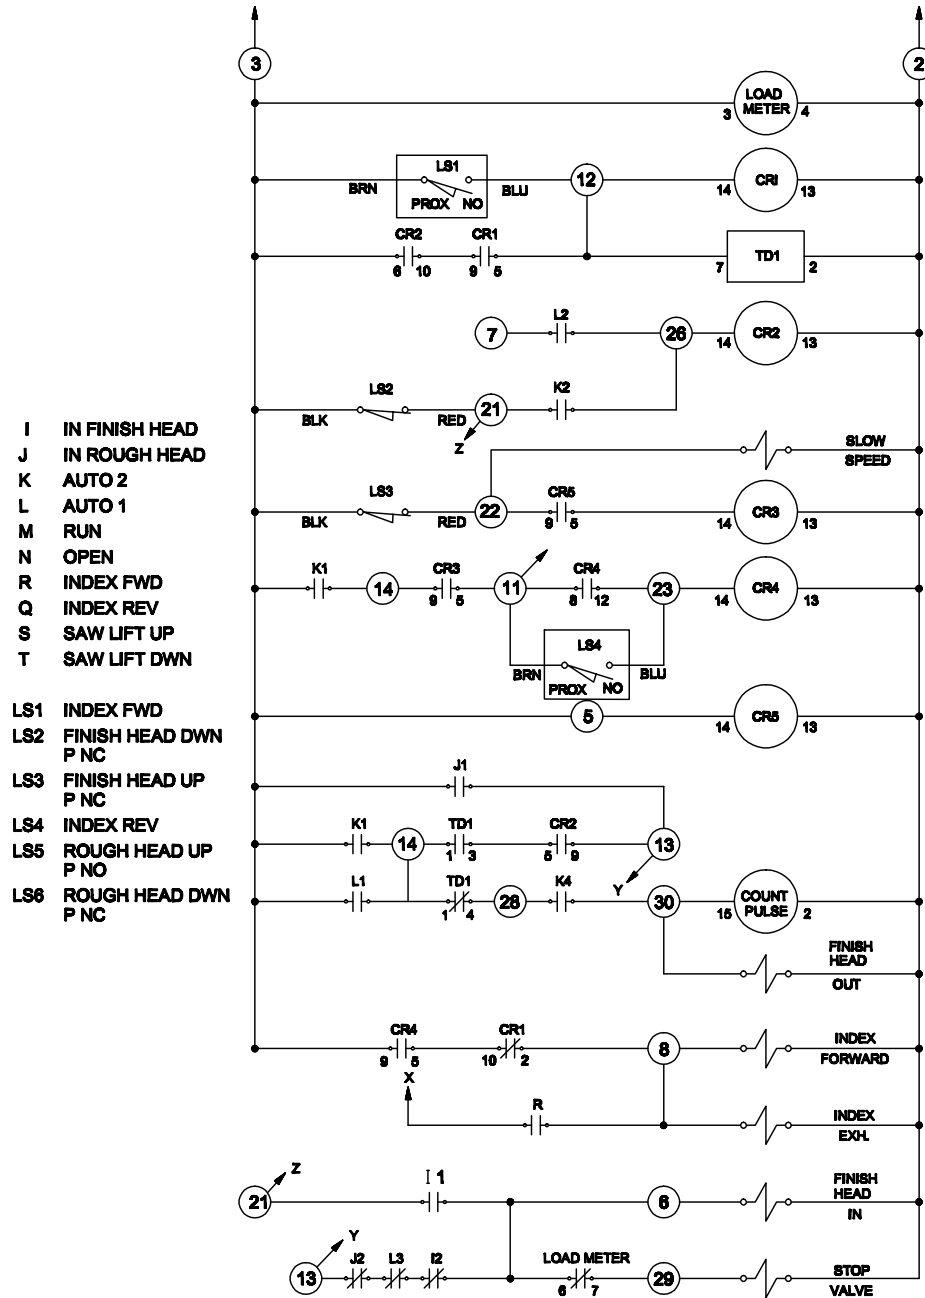 3
2
LOAD
METER
3 4
LS1
BRN BLU
PROX NO
12
CR1
14 13
CR2 CR1
6 10 9 5
TD1
7 2
7
L2
26
CR2
14 13
LS2
BLK RED
21
K2
Z
SLOW
SPEED
LS3
BLK RED
22
CR5
9 5
CR3
14 13
K1
14
CR3
9 5
11
CR4
8 12
23
CR4
14 13
LS4
BRN BLU
PROX NO
5
CR5
14 13
J1
K1
14
TD1
1 3
CR2
5 9
13
Y
L1
TD1
1 4
28
K4
30
COUNT
PULSE
15 2
FINISH
HEAD
OUT
CR4
9 5
CR1
10 2
8
INDEX
FORWARD
X
R
INDEX
EXH.
21
Z
I 1
6
FINISH
HEAD
IN
13
Y
J2 L3 I2
LOAD METER
6 7
29
STOP
VALVE
I IN FINISH HEAD
J IN ROUGH HEAD
K AUTO 2
L AUTO 1
M RUN
N OPEN
R INDEX FWD
Q INDEX REV
S SAW LIFT UP
T SAW LIFT DWN
LS1 INDEX FWD
LS2 FINISH HEAD DWN
P NC
LS3 FINISH HEAD UP
P NC
LS4 INDEX REV
LS5 ROUGH HEAD UP
P NO
LS6 ROUGH HEAD DWN
P NC